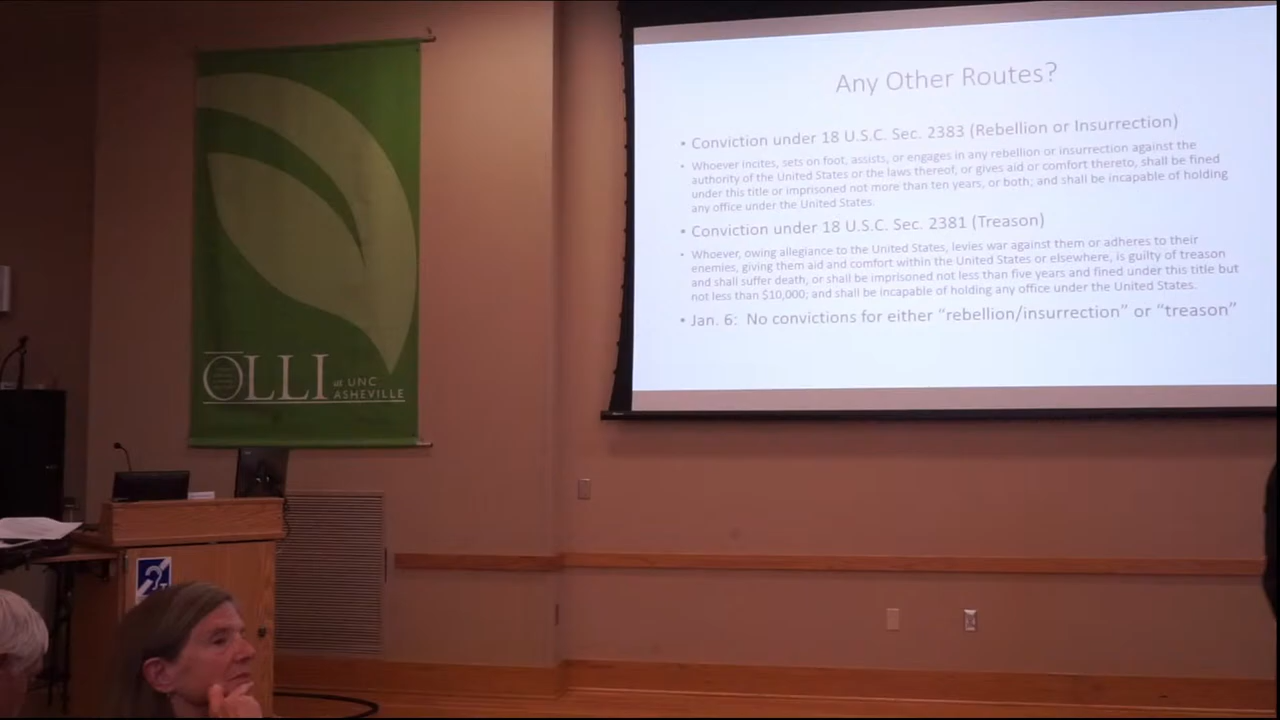 Any Other Routes?
• Conviction under 18 U.S.C. Sec. 2383 (Rebellion or Insurrection)
• Whoever incites, sets on foot, assists, or engages in any rebellion or insurrection against the
authority of the United States or the laws thereof, or gives aid or comfort thereto, shall be fined
under this title or imprisoned not more than ten years, or both; and shall be incapable of holding
any office under the United States.
• Conviction under 18 U.S.C. Sec. 2381 (Treason)
• Whoever, owing allegiance to the United States, levies war against them or adheres to their
enemies, giving them aid and comfort within the United States or elsewhere, is guilty of treason
and shall suffer death, or shall be imprisoned not less than five years and fined under this title but
not less than $10,000; and shall be incapable of holding any office under the United States.
• Jan. 6: No convictions for either “rebellion/insurrection” or “treason”
OLLI at UNC
ASHEVILLE